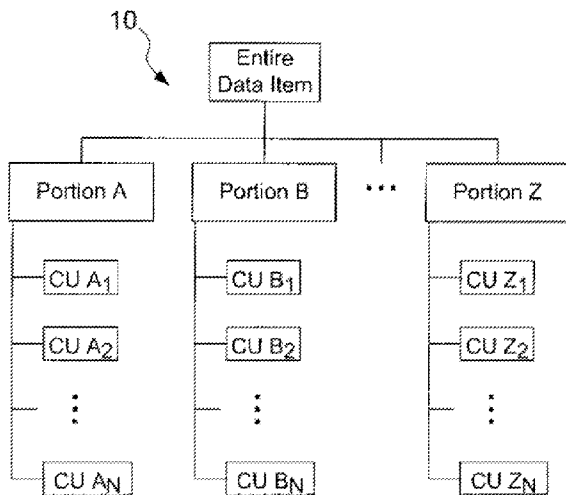 10
Entire
Data Item
Portion A
Portion B
...
Portion Z
CU A1
CU B1
CU Z1
CU A2
CU B2
CU Z2
CU AN
CU BN
CU ZN